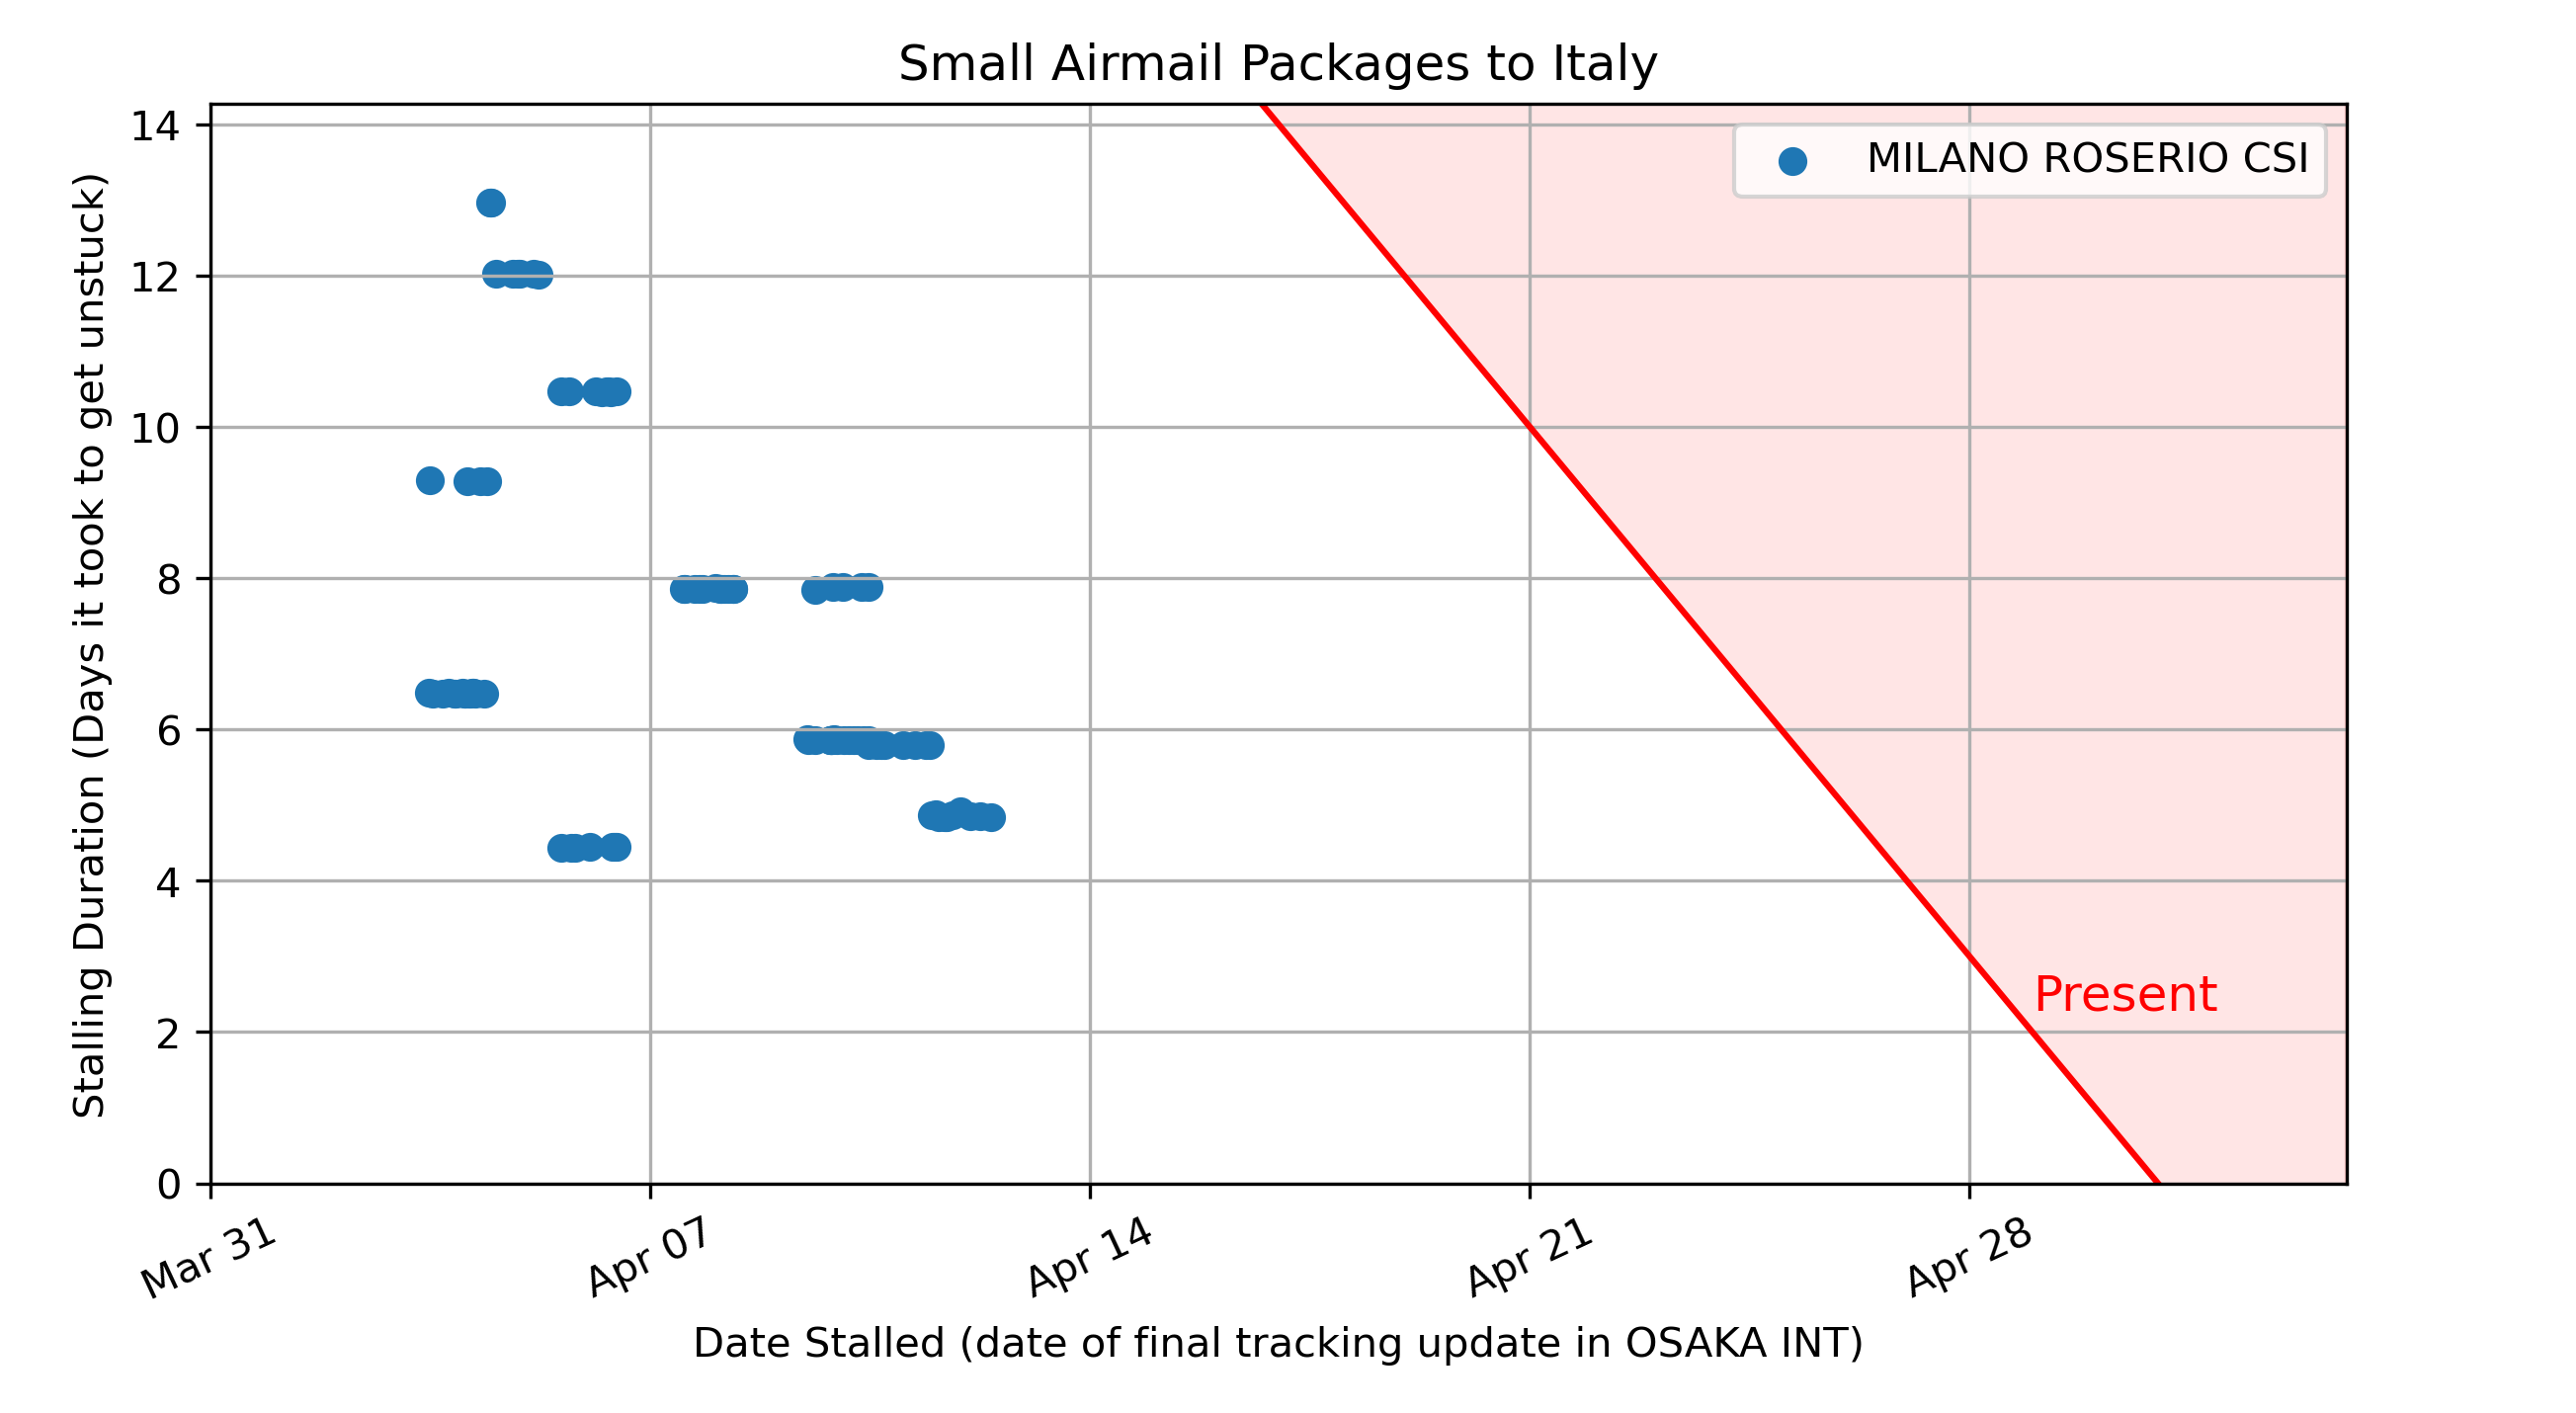 Small Airmail Packages to Italy
MILANO ROSERIO CSI
Stalling Duration (Days it took to get unstuck)
14
12
10
8
6
4
2
0
Present
Mar 31
Apr 07
Apr 14
Apr 21
Apr 28
Date Stalled (date of final tracking update in OSAKA INT)